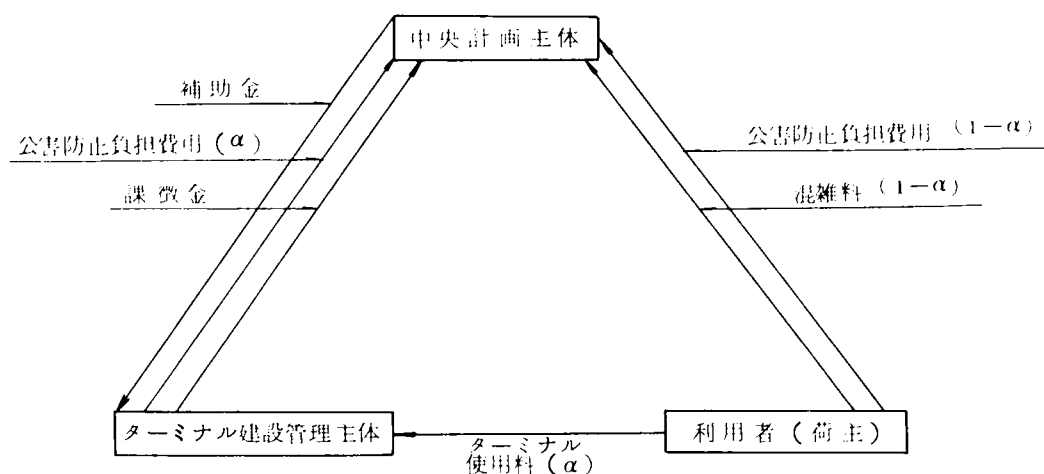 中央計画主体
補助金
公害防止負担費用(α)
課徴金
公害防止負担費用 (1-α)
混雑料 (1-α)
ターミナル建設管理主体
利用者(荷主)
ターミナル
使用料(α)